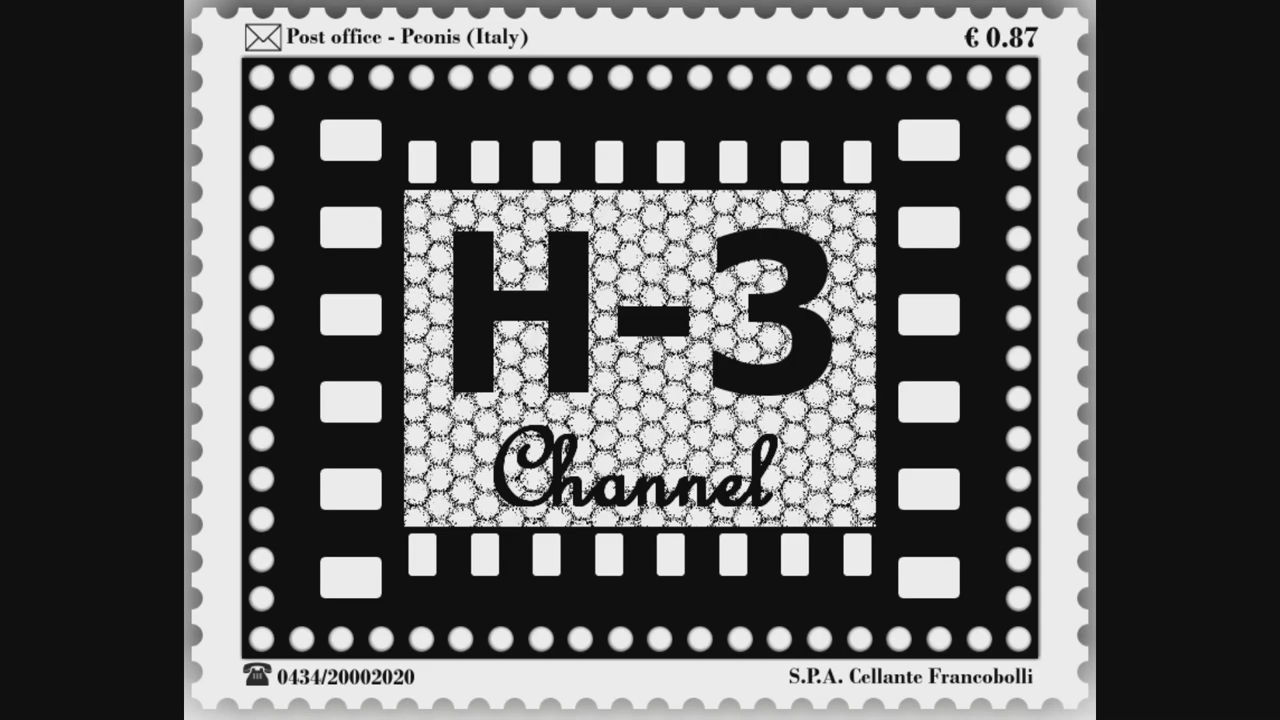 Post office - Peonis (Italy)
€ 0.87
H-3
Channel
0434/20002020
S.P.A. Cellante Francobolli